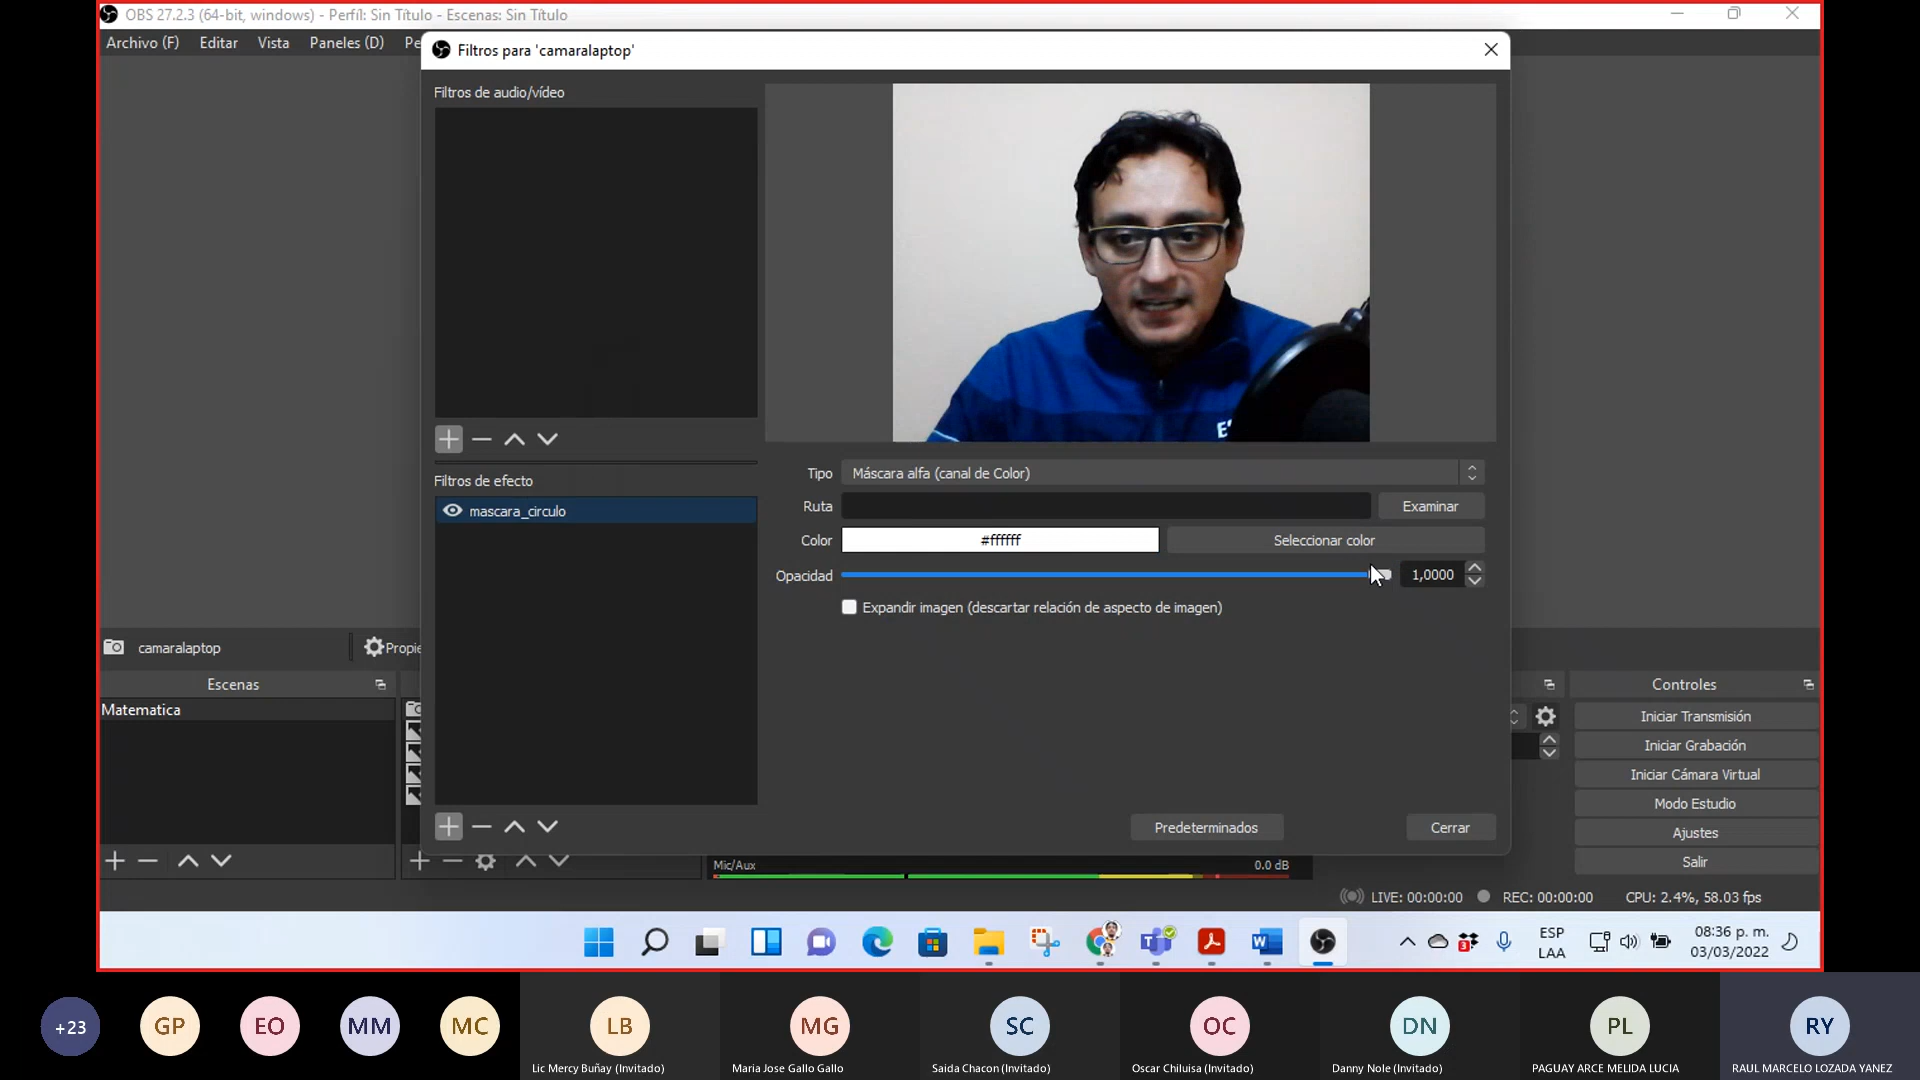 OBS 27.2.3 (64-bit, windows) - Perfil: Sin Título - Escenas: Sin Título
Archivo (F) Editar Vista Paneles (D) Pe
Filtros para 'camaralaptop'
Filtros de audio/vídeo
Filtros de efecto
mascara_circulo
Tipo Máscara alfa (canal de Color)
Ruta Examinar
Color #ffffff Seleccionar color
Opacidad 1,0000
Expandir imagen (descartar relación de aspecto de imagen)
Predeterminados Cerrar
camaralaptop Propie
Escenas
Matematica
Controles
Iniciar Transmisión
Iniciar Grabación
Iniciar Cámara Virtual
Modo Estudio
Ajustes
Salir
Mic/Aux 0.0 dB
LIVE: 00:00:00 REC: 00:00:00 CPU: 2.4%, 58.03 fps
ESP
LAA
08:36 p. m.
03/03/2022
+23 GP EO MM MC LB MG SC OC DN PL RY
Lic Mercy Buñay (Invitado) Maria Jose Gallo Gallo Saida Chacon (Invitado) Oscar Chiluisa (Invitado) Danny Nole (Invitado) PAGUAY ARCE MELIDA LUCIA RAUL MARCELO LOZADA YANEZ